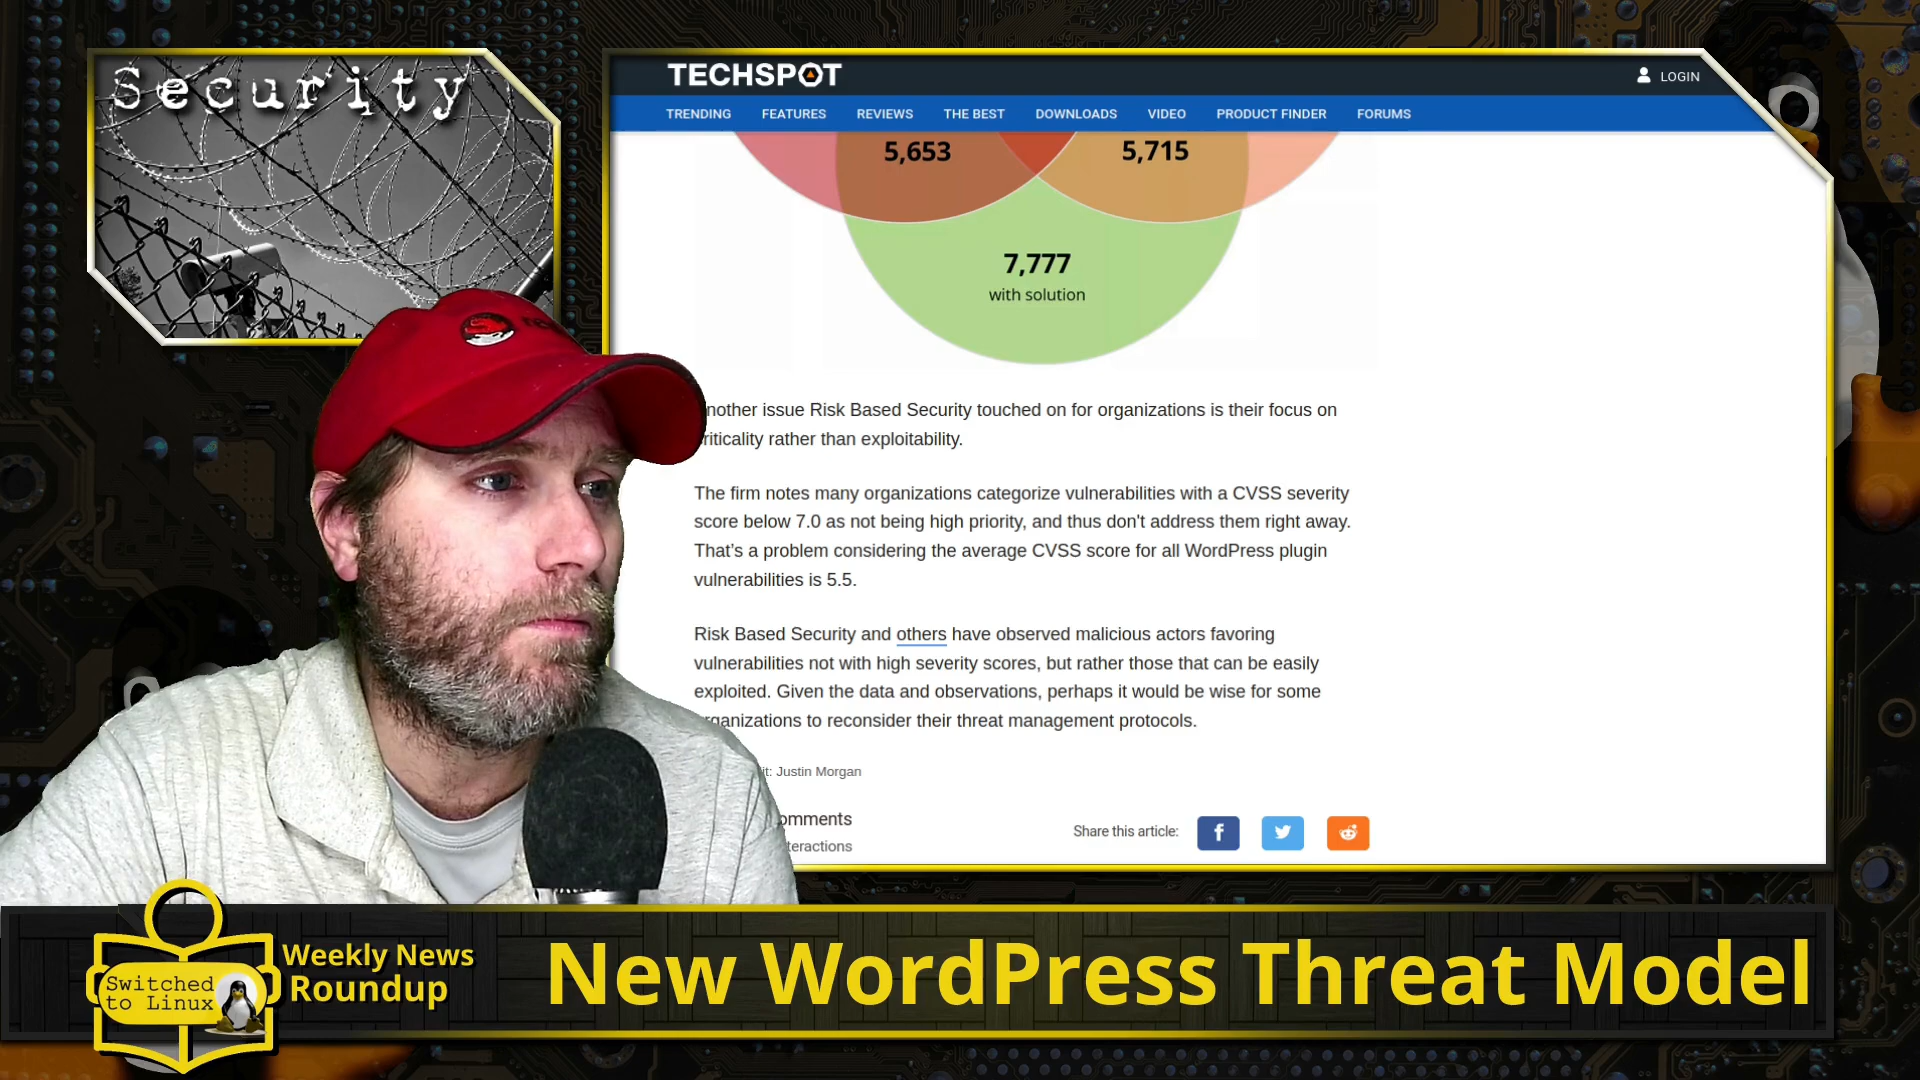 Security
TECHSPOT
LOGIN
TRENDING FEATURES REVIEWS THE BEST DOWNLOADS VIDEO PRODUCT FINDER FORUMS
5,653
5,715
7,777
with solution
nother issue Risk Based Security touched on for organizations is their focus on
riticality rather than exploitability.
The firm notes many organizations categorize vulnerabilities with a CVSS severity
score below 7.0 as not being high priority, and thus don't address them right away.
That's a problem considering the average CVSS score for all WordPress plugin
vulnerabilities is 5.5.
Risk Based Security and others have observed malicious actors favoring
vulnerabilities not with high severity scores, but rather those that can be easily
exploited. Given the data and observations, perhaps it would be wise for some
rganizations to reconsider their threat management protocols.
it: Justin Morgan
omments
teractions
Share this article:
Switched
to Linux
Weekly News
Roundup
New WordPress Threat Model